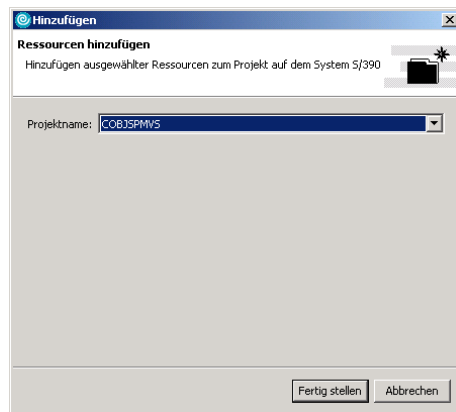 Hinzufügen
Ressourcen hinzufügen
Hinzufügen ausgewählter Ressourcen zum Projekt auf dem System S/390
Projektname: COBJSPMVS
Fertig stellen Abbrechen